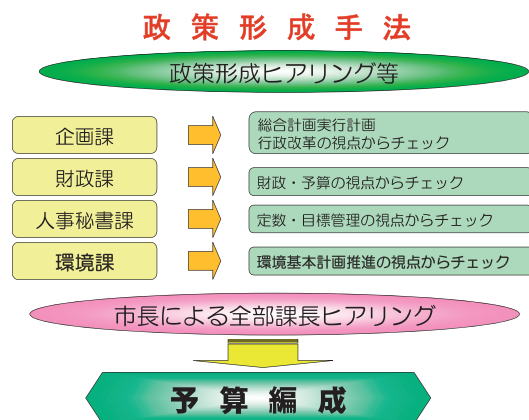 政策形成手法
政策形成ヒアリング等
企画課
総合計画実行計画
行政改革の視点からチェック
財政課
財政・予算の視点からチェック
人事秘書課
定数・目標管理の視点からチェック
環境課
環境基本計画推進の視点からチェック
市長による全部課長ヒアリング
予算編成